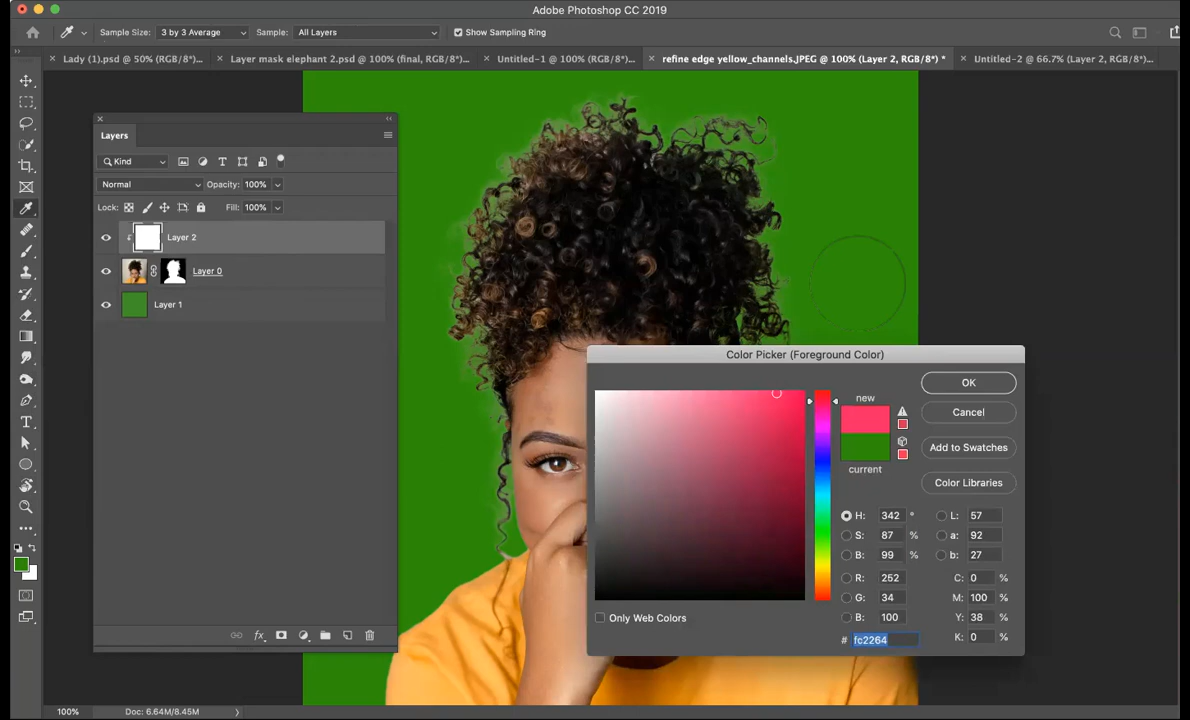 Adobe Photoshop CC 2019
Sample Size: 3 by 3 Average Sample: All Layers Show Sampling Ring
Lady (1).psd @ 50% (RGB/8*)... Layer mask elephant 2.psd @ 100% (final, RGB/8*)... Untitled-1 @ 100% (RGB/8*)... refine edge yellow_channels.JPEG @ 100% (Layer 2, RGB/8*) * Untitled-2 @ 66.7% (Layer 2, RGB/8*)...
Layers
Kind
Normal Opacity: 100%
Lock: Fill: 100%
Layer 2
Layer 0
Layer 1
fx
Color Picker (Foreground Color)
new
current
OK
Cancel
Add to Swatches
Color Libraries
H: 342 ° L: 57
S: 87 % a: 92
B: 99 % b: 27
R: 252 C: 0 %
G: 34 M: 100 %
B: 100 Y: 38 %
Only Web Colors
# fc2264 K: 0 %
100% Doc: 6.64M/8.45M